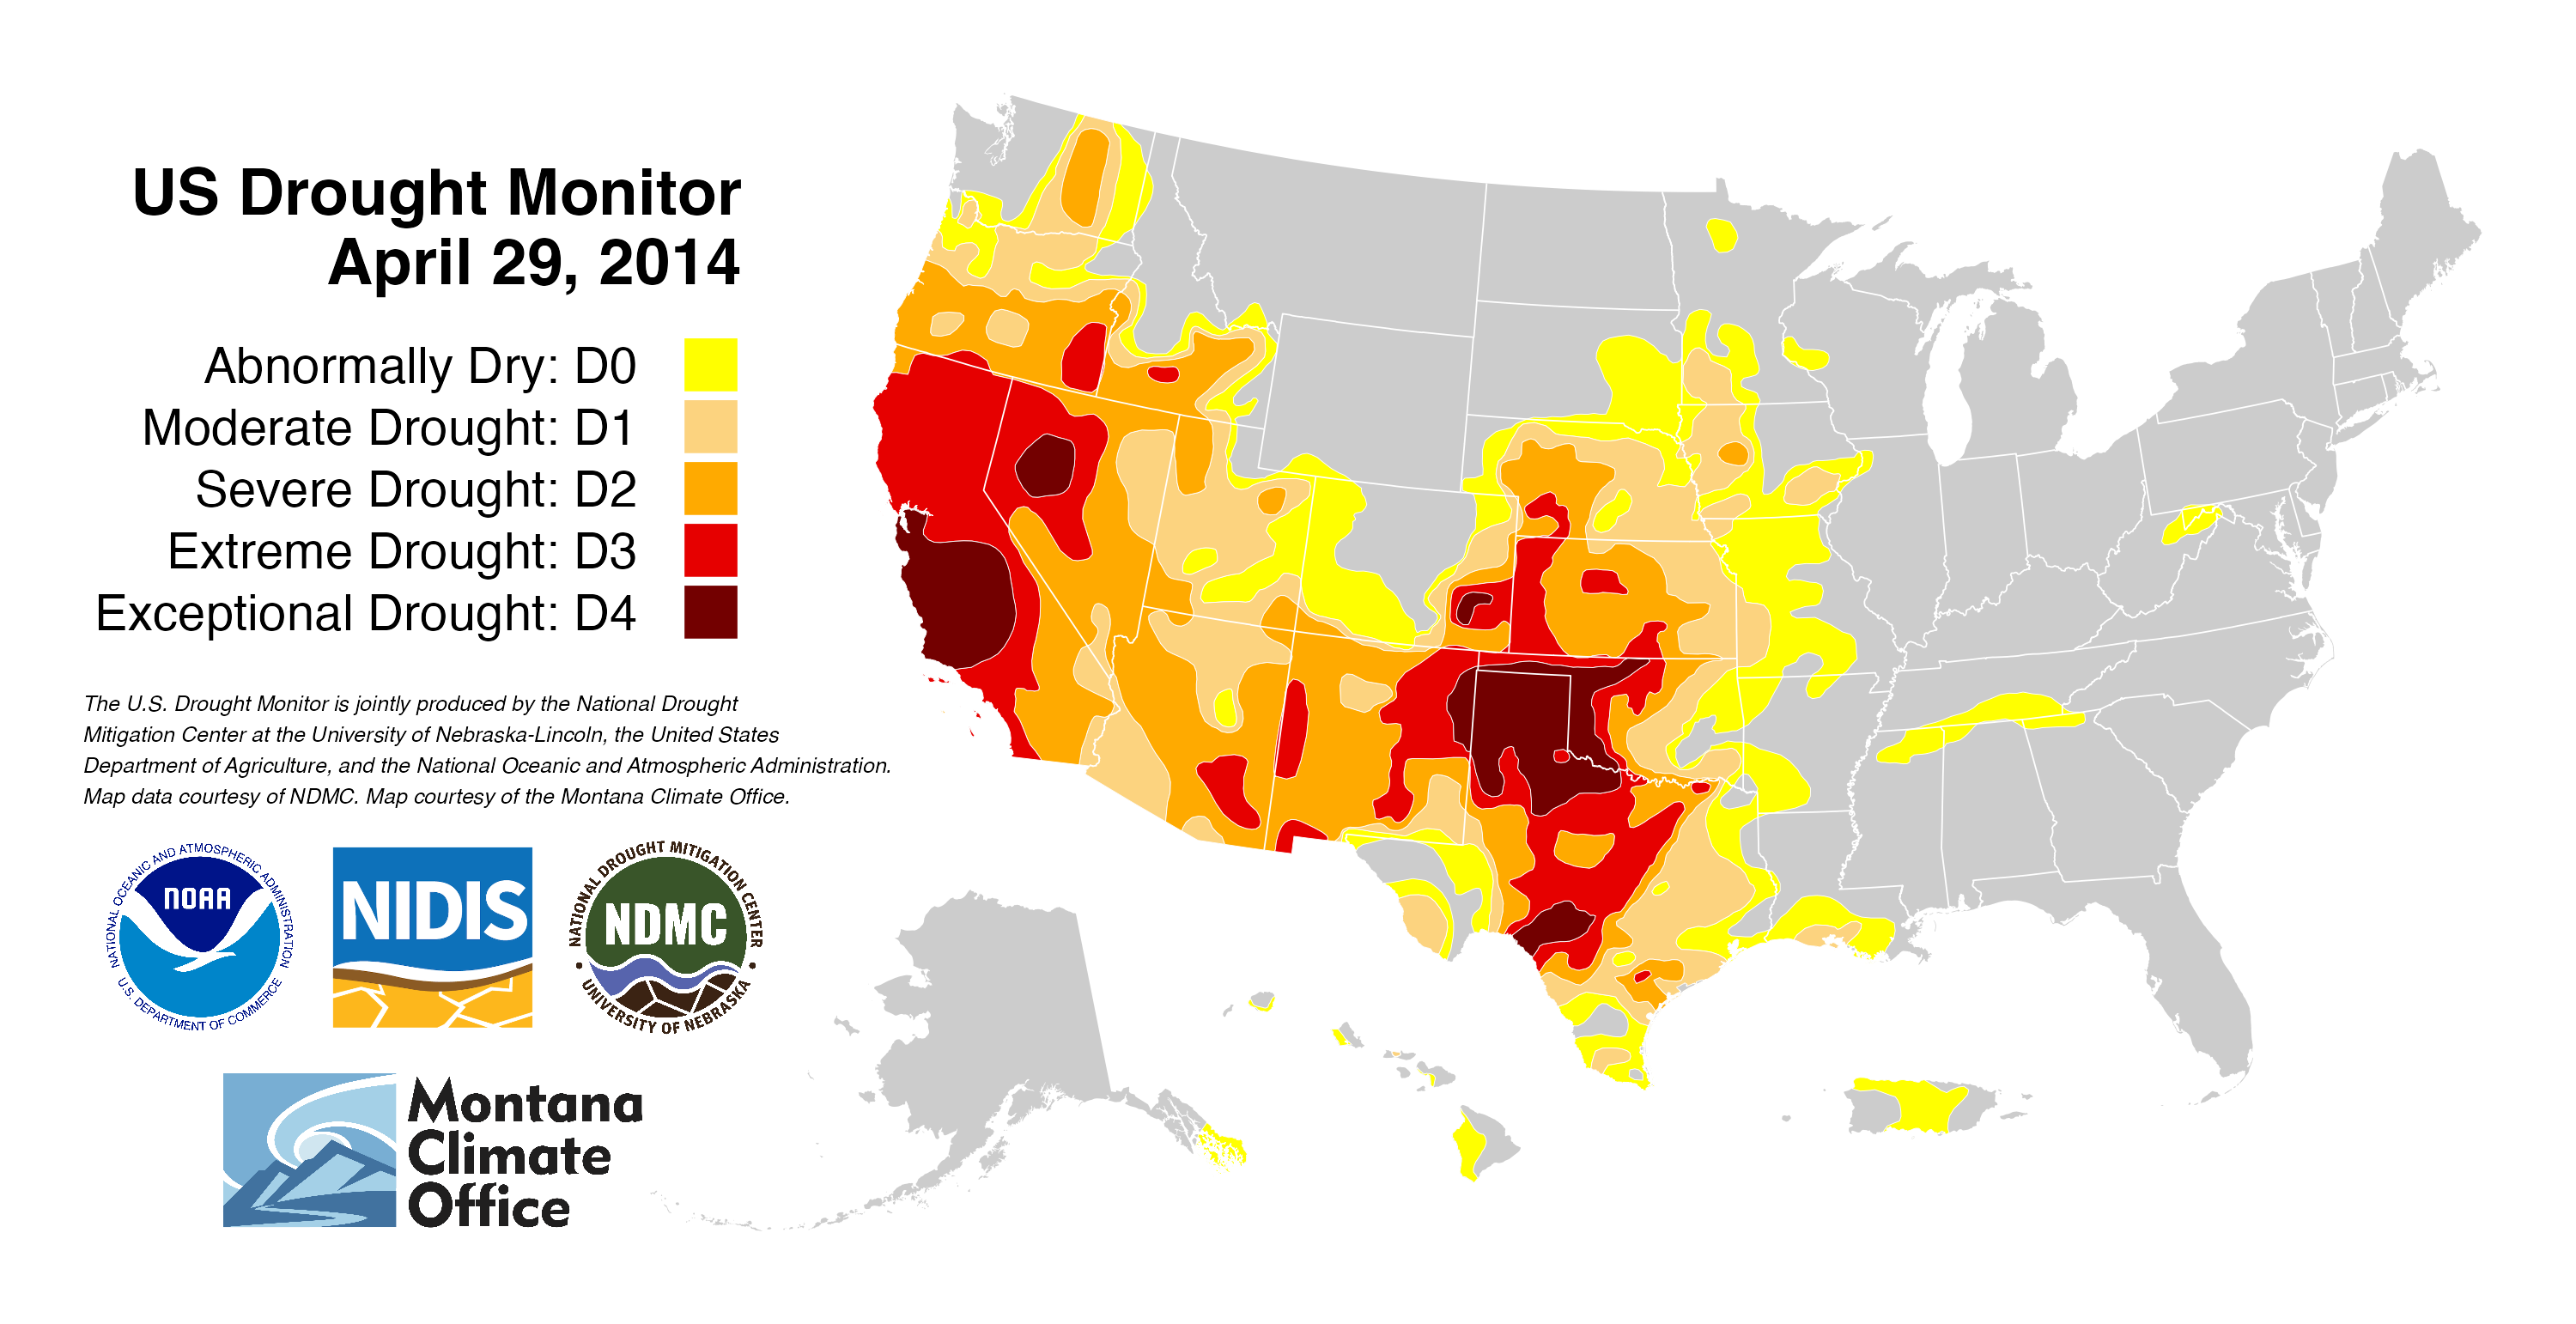 US Drought Monitor
April 29, 2014
Abnormally Dry: D0
Moderate Drought: D1
Severe Drought: D2
Extreme Drought: D3
Exceptional Drought: D4
The U.S. Drought Monitor is jointly produced by the National Drought
Mitigation Center at the University of Nebraska-Lincoln, the United States
Department of Agriculture, and the National Oceanic and Atmospheric Administration.
Map data courtesy of NDMC. Map courtesy of the Montana Climate Office.
NATIONAL OCEANIC AND ATMOSPHERIC ADMINISTRATION
NOAA
U.S. DEPARTMENT OF COMMERCE
NIDIS
NATIONAL DROUGHT MITIGATION CENTER
NDMC
UNIVERSITY OF NEBRASKA
Montana
Climate
Office